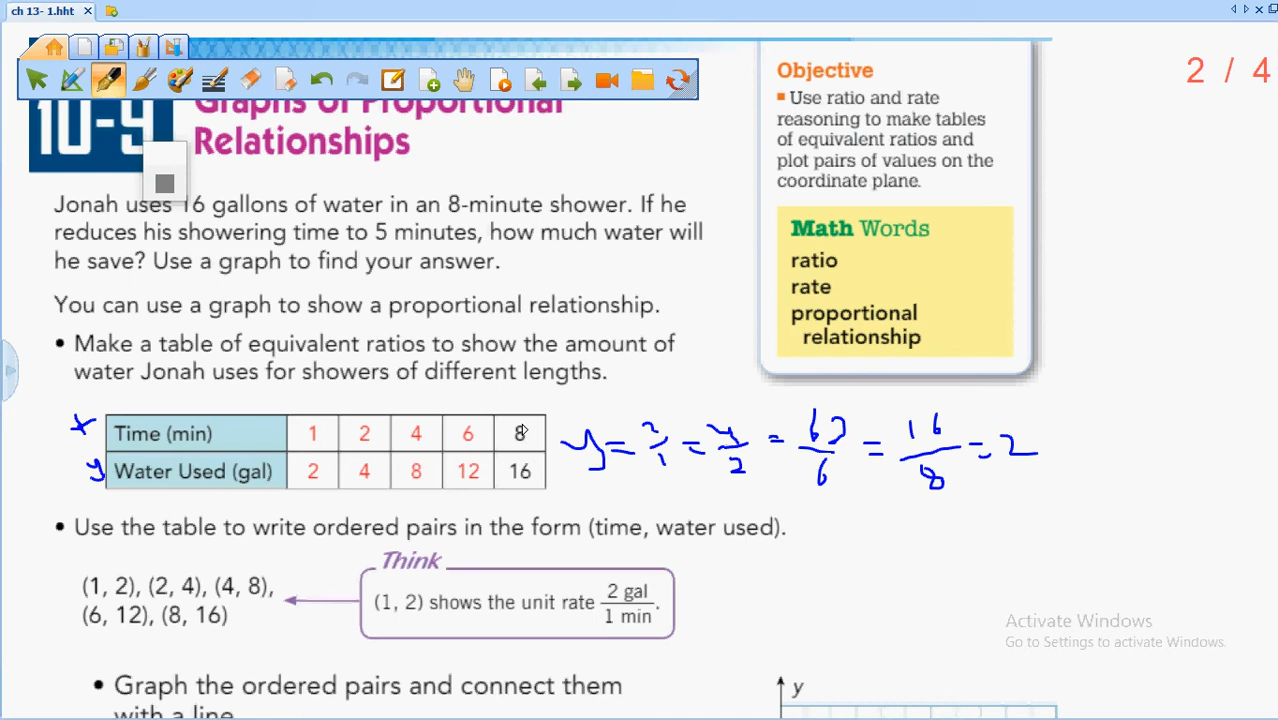 ch 13- 1.hht
2 / 4
10-9
Graphs of Proportional
Relationships
Jonah uses 16 gallons of water in an 8-minute shower. If he
reduces his showering time to 5 minutes, how much water will
he save? Use a graph to find your answer.
You can use a graph to show a proportional relationship.
• Make a table of equivalent ratios to show the amount of
water Jonah uses for showers of different lengths.
Objective
Use ratio and rate
reasoning to make tables
of equivalent ratios and
plot pairs of values on the
coordinate plane.
Math Words
ratio
rate
proportional
relationship
x Time (min) 1 2 4 6 8
y Water Used (gal) 2 4 8 12 16
y = 2/1 = 4/2 = /6 = 16/8 = 2
• Use the table to write ordered pairs in the form (time, water used).
(1, 2), (2, 4), (4, 8),
(6, 12), (8, 16)
Think
(1, 2) shows the unit rate 2 gal/1 min.
• Graph the ordered pairs and connect them
with a line
y
Activate Windows
Go to Settings to activate Windows.